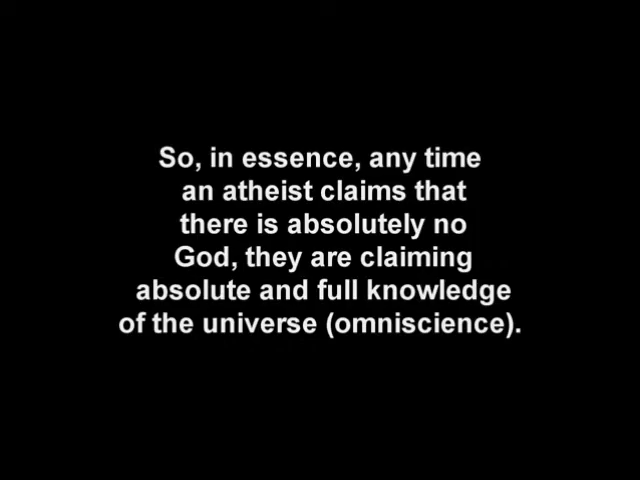 So, in essence, any time
an atheist claims that
there is absolutely no
God, they are claiming
absolute and full knowledge
of the universe (omniscience).